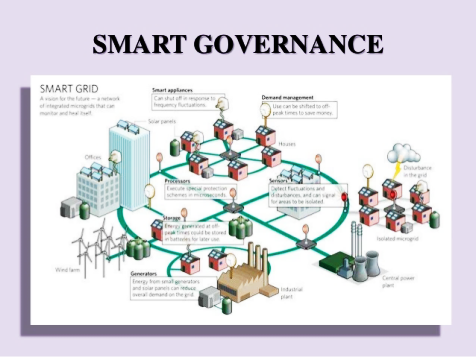 SMART GOVERNANCE
SMART GRID
A vision for the future — a network
of integrated microgrids that can
monitor and heal itself.
Smart appliances
Can shut off in response to
frequency fluctuations.
Demand management
Use can be shifted to off-
peak times to save money.
Solar panels
Houses
Offices
Disturbance
in the grid
Processors
Execute special protection
schemes in microseconds.
Sensors
Detect fluctuations and
disturbances, and can signal
for areas to be isolated.
Storage
Energy generated at off-
peak times could be stored
in batteries for later use.
Isolated microgrid
Wind farm
Generators
Energy from small generators
and solar panels can reduce
overall demand on the grid.
Industrial
plant
Central power
plant